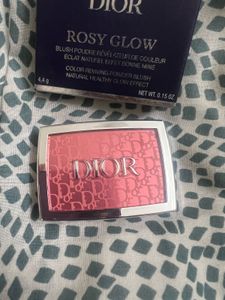 DIOR
ROSY GLOW
BLUSH POUDRE RÉVÉLATEUR DE COULEUR
ÉCLAT NATUREL EFFET BONNE MINE
COLOR REVIVING POWDER BLUSH
NATURAL HEALTHY GLOW EFFECT
4,4 g
NET WT. 0.15 OZ
DIOR